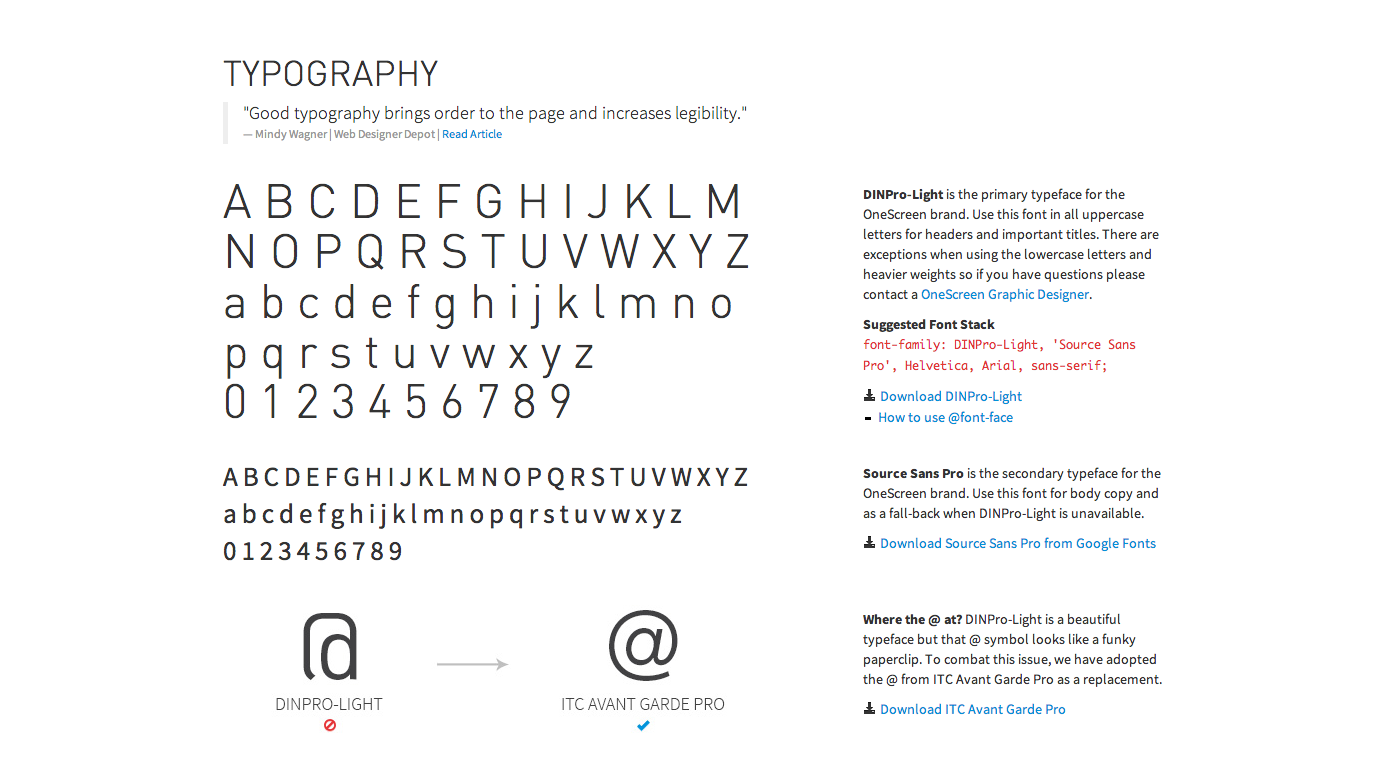 TYPOGRAPHY
"Good typography brings order to the page and increases legibility."
— Mindy Wagner | Web Designer Depot | Read Article
A B C D E F G H I J K L M
N O P Q R S T U V W X Y Z
a b c d e f g h i j k l m n o
p q r s t u v w x y z
0 1 2 3 4 5 6 7 8 9
DINPro-Light is the primary typeface for the
OneScreen brand. Use this font in all uppercase
letters for headers and important titles. There are
exceptions when using the lowercase letters and
heavier weights so if you have questions please
contact a OneScreen Graphic Designer.
Suggested Font Stack
font-family: DINPro-Light, 'Source Sans
Pro', Helvetica, Arial, sans-serif;
Download DINPro-Light
How to use @font-face
A B C D E F G H I J K L M N O P Q R S T U V W X Y Z
a b c d e f g h i j k l m n o p q r s t u v w x y z
0 1 2 3 4 5 6 7 8 9
Source Sans Pro is the secondary typeface for the
OneScreen brand. Use this font for body copy and
as a fall-back when DINPro-Light is unavailable.
Download Source Sans Pro from Google Fonts
@
DINPRO-LIGHT
@
ITC AVANT GARDE PRO
Where the @ at? DINPro-Light is a beautiful
typeface but that @ symbol looks like a funky
paperclip. To combat this issue, we have adopted
the @ from ITC Avant Garde Pro as a replacement.
Download ITC Avant Garde Pro